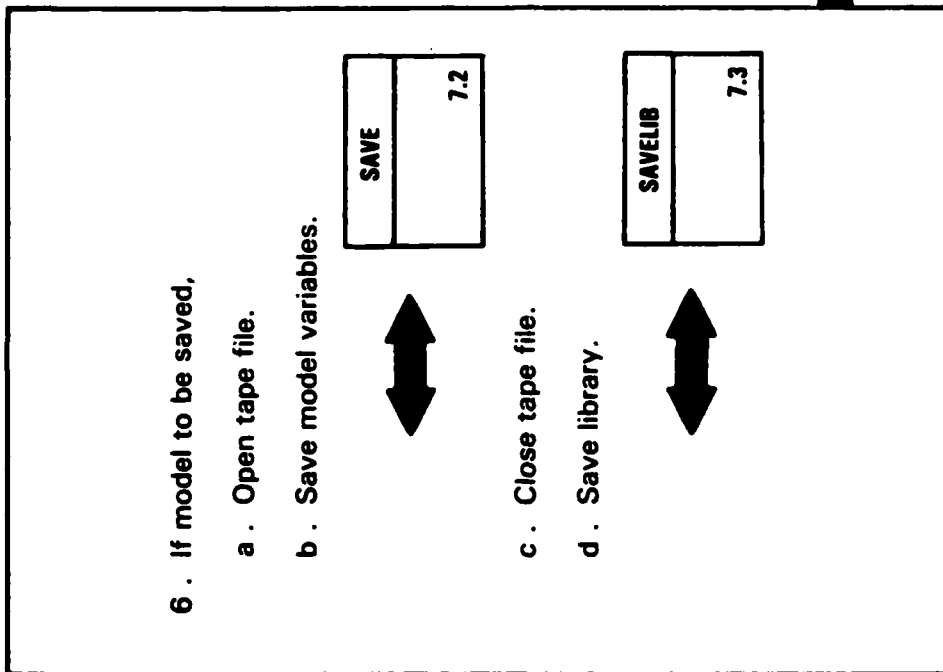 6 . If model to be saved,
a . Open tape file.
b . Save model variables.
SAVE
7.2
c . Close tape file.
d . Save library.
SAVELIB
7.3